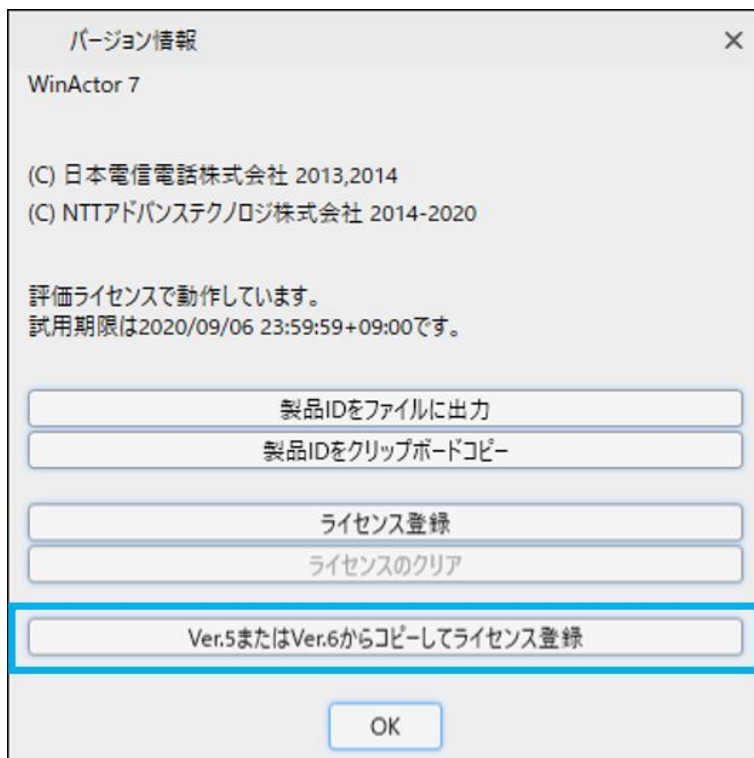 バージョン情報
WinActor 7
(C) 日本電信電話株式会社 2013,2014
(C) NTTアドバンステクノロジ株式会社 2014-2020
評価ライセンスで動作しています。
試用期限は2020/09/06 23:59:59+09:00です。
製品IDをファイルに出力
製品IDをクリップボードコピー
ライセンス登録
ライセンスのクリア
Ver.5またはVer.6からコピーしてライセンス登録
OK